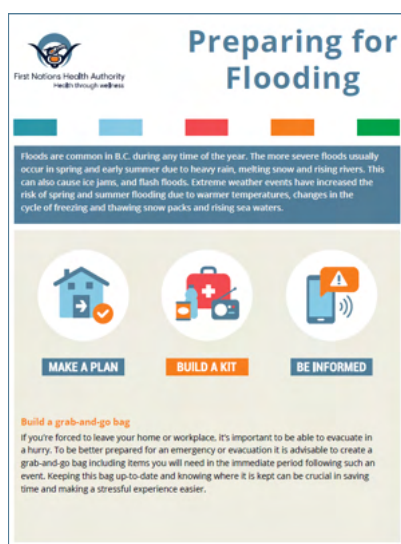 Preparing for
Flooding
First Nations Health Authority
Health through wellness
Floods are common in B.C. during any time of the year. The more severe floods usually
occur in spring and early summer due to heavy rain, melting snow and rising rivers. This
can also cause ice jams, and flash floods. Extreme weather events have increased the
risk of spring and summer flooding due to warmer temperatures, changes in the
cycle of freezing and thawing snow packs and rising sea waters.
MAKE A PLAN
BUILD A KIT
BE INFORMED
Build a grab-and-go bag
If you're forced to leave your home or workplace, it's important to be able to evacuate in
a hurry. To be better prepared for an emergency or evacuation it is advisable to create a
grab-and-go bag including items you will need in the immediate period following such an
event. Keeping this bag up-to-date and knowing where it is kept can be crucial in saving
time and making a stressful experience easier.